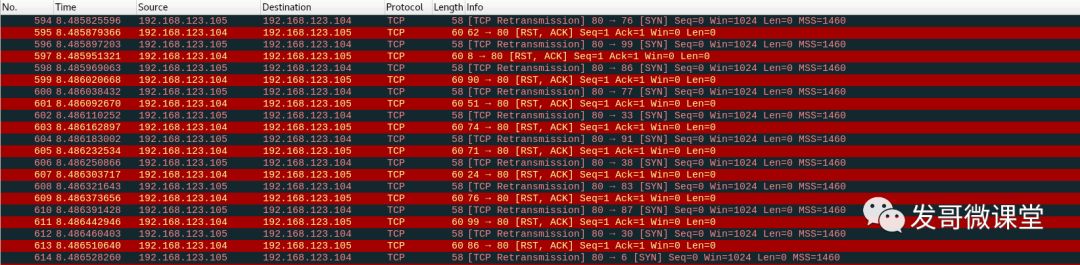 No. Time Source Destination Protocol Length Info
594 8.485825596 192.168.123.105 192.168.123.104 TCP 58 [TCP Retransmission] 80 → 76 [SYN] Seq=0 Win=1024 Len=0 MSS=1460
595 8.485879366 192.168.123.104 192.168.123.105 TCP 60 62 → 80 [RST, ACK] Seq=1 Ack=1 Win=0 Len=0
596 8.485897203 192.168.123.105 192.168.123.104 TCP 58 [TCP Retransmission] 80 → 99 [SYN] Seq=0 Win=1024 Len=0 MSS=1460
597 8.485951321 192.168.123.104 192.168.123.105 TCP 60 8 → 80 [RST, ACK] Seq=1 Ack=1 Win=0 Len=0
598 8.485969063 192.168.123.105 192.168.123.104 TCP 58 [TCP Retransmission] 80 → 86 [SYN] Seq=0 Win=1024 Len=0 MSS=1460
599 8.486020668 192.168.123.104 192.168.123.105 TCP 60 90 → 80 [RST, ACK] Seq=1 Ack=1 Win=0 Len=0
600 8.486038432 192.168.123.105 192.168.123.104 TCP 58 [TCP Retransmission] 80 → 77 [SYN] Seq=0 Win=1024 Len=0 MSS=1460
601 8.486092670 192.168.123.104 192.168.123.105 TCP 60 51 → 80 [RST, ACK] Seq=1 Ack=1 Win=0 Len=0
602 8.486110252 192.168.123.105 192.168.123.104 TCP 58 [TCP Retransmission] 80 → 33 [SYN] Seq=0 Win=1024 Len=0 MSS=1460
603 8.486162897 192.168.123.104 192.168.123.105 TCP 60 74 → 80 [RST, ACK] Seq=1 Ack=1 Win=0 Len=0
604 8.486183002 192.168.123.105 192.168.123.104 TCP 58 [TCP Retransmission] 80 → 91 [SYN] Seq=0 Win=1024 Len=0 MSS=1460
605 8.486232534 192.168.123.104 192.168.123.105 TCP 60 71 → 80 [RST, ACK] Seq=1 Ack=1 Win=0 Len=0
606 8.486250866 192.168.123.105 192.168.123.104 TCP 58 [TCP Retransmission] 80 → 38 [SYN] Seq=0 Win=1024 Len=0 MSS=1460
607 8.486303717 192.168.123.104 192.168.123.105 TCP 60 24 → 80 [RST, ACK] Seq=1 Ack=1 Win=0 Len=0
608 8.486321643 192.168.123.105 192.168.123.104 TCP 58 [TCP Retransmission] 80 → 83 [SYN] Seq=0 Win=1024 Len=0 MSS=1460
609 8.486373656 192.168.123.104 192.168.123.105 TCP 60 76 → 80 [RST, ACK] Seq=1 Ack=1 Win=0 Len=0
610 8.486391428 192.168.123.105 192.168.123.104 TCP 58 [TCP Retransmission] 80 → 87 [SYN] Seq=0 Win=1024 Len=0 MSS=1460
611 8.486442946 192.168.123.104 192.168.123.105 TCP 60 99 → 80 [RST, ACK] Seq=1 Ack=1 Win=0 Len=0
612 8.486460403 192.168.123.105 192.168.123.104 TCP 58 [TCP Retransmission] 80 → 30 [SYN] Seq=0 Win=1024 Len=0 MSS=1460
613 8.486510640 192.168.123.104 192.168.123.105 TCP 60 86 → 80 [RST, ACK] Seq=1 Ack=1 Win=0 Len=0
614 8.486528260 192.168.123.105 192.168.123.104 TCP 58 [TCP Retransmission] 80 → 6 [SYN] Seq=0 Win=1024 Len=0 MSS=1460
发哥微课堂